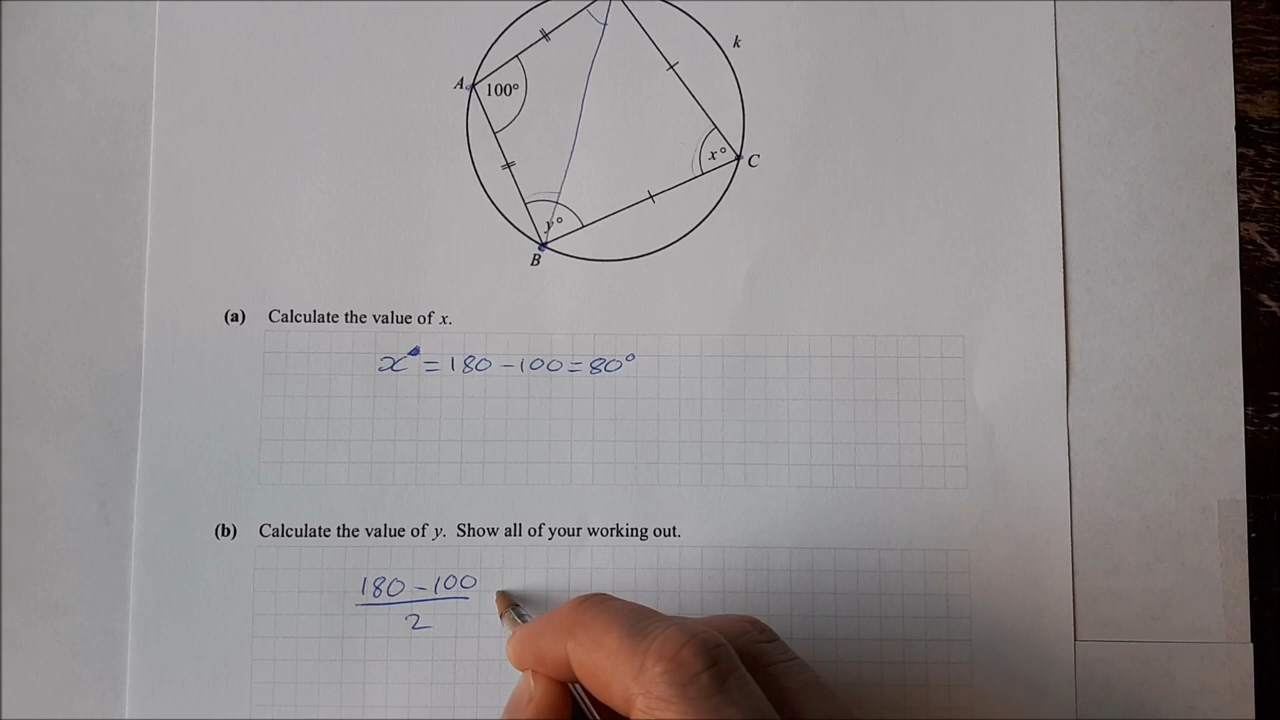 k
A
100°
x°
C
y°
B
(a) Calculate the value of x.
x = 180 - 100 = 80°
(b) Calculate the value of y. Show all of your working out.
180 - 100
2